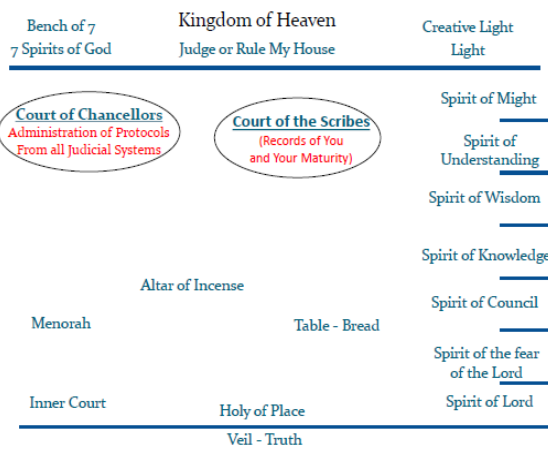 Kingdom of Heaven
Bench of 7
7 Spirits of God
Judge or Rule My House
Creative Light
Light
Court of Chancellors
Administration of Protocols
From all Judicial Systems
Court of the Scribes
(Records of You
and Your Maturity)
Spirit of Might
Spirit of
Understanding
Spirit of Wisdom
Spirit of Knowledge
Altar of Incense
Menorah
Table - Bread
Spirit of Council
Spirit of the fear
of the Lord
Inner Court
Holy of Place
Spirit of Lord
Veil - Truth